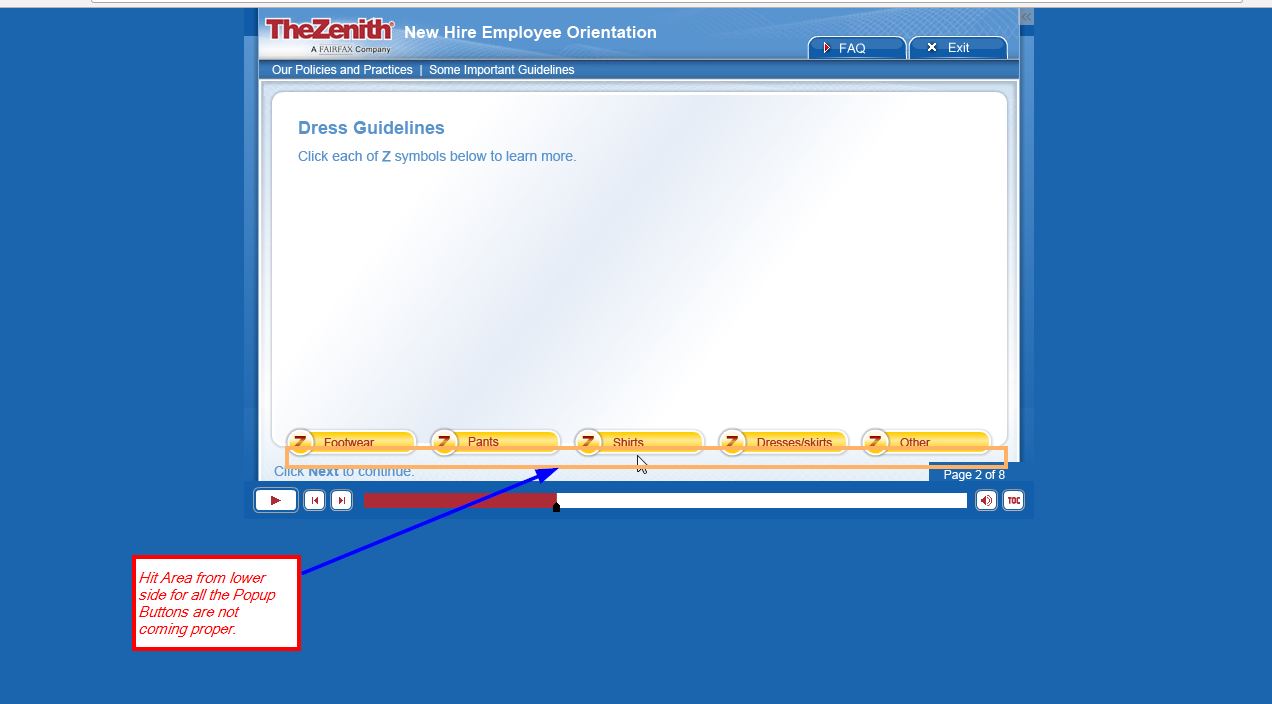 TheZenith
A FAIRFAX Company
New Hire Employee Orientation
FAQ
Exit
Our Policies and Practices | Some Important Guidelines
Dress Guidelines
Click each of Z symbols below to learn more.
Z Footwear
Z Pants
Z Shirts
Z Dresses/skirts
Z Other
Click Next to continue.
Page 2 of 8
TOC
Hit Area from lower
side for all the Popup
Buttons are not
coming proper.